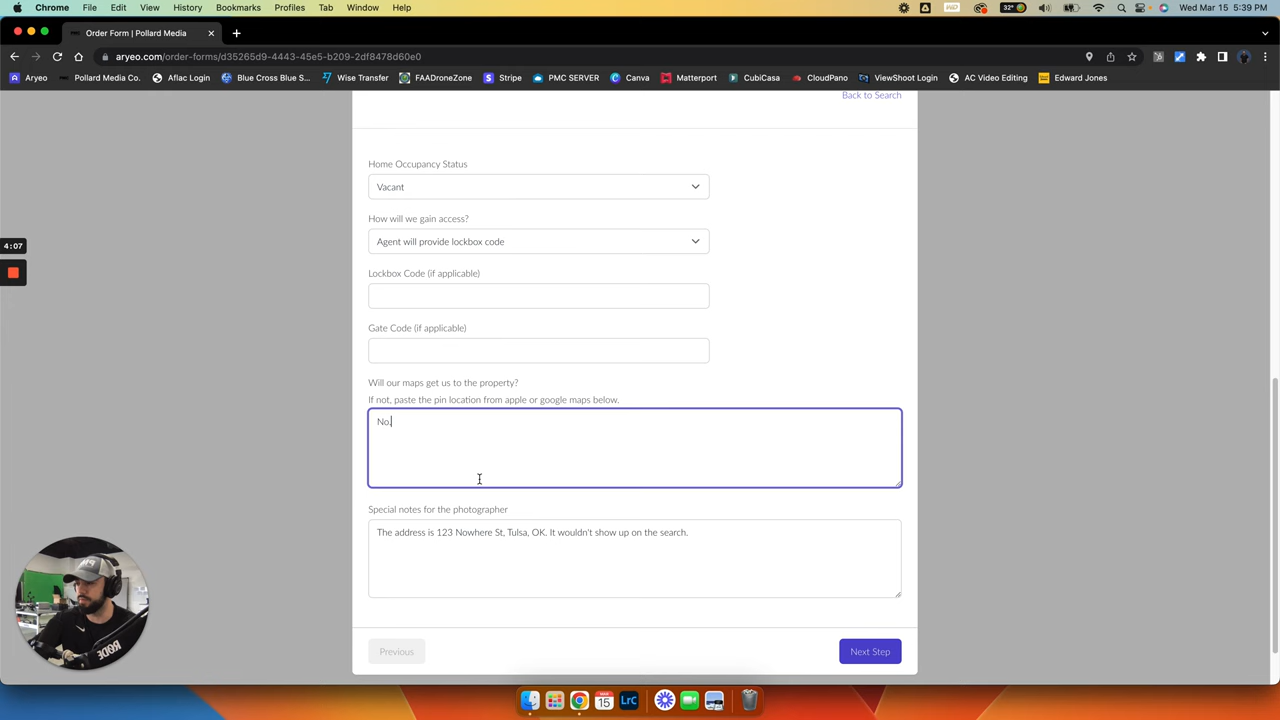 Chrome File Edit View History Bookmarks Profiles Tab Window Help 32° Wed Mar 15 5:39 PM
Order Form | Pollard Media
aryeo.com/order-forms/d35265d9-4443-45e5-b209-2df8478d60e0
Aryeo Pollard Media Co. Aflac Login Blue Cross Blue S... Wise Transfer FAADroneZone Stripe PMC SERVER Canva Matterport CubiCasa CloudPano ViewShoot Login AC Video Editing Edward Jones
Back to Search
Home Occupancy Status
Vacant
How will we gain access?
4:07
Agent will provide lockbox code
Lockbox Code (if applicable)
Gate Code (if applicable)
Will our maps get us to the property?
If not, paste the pin location from apple or google maps below.
No.
Special notes for the photographer
The address is 123 Nowhere St, Tulsa, OK. It wouldn't show up on the search.
RØDE
Previous Next Step
MAR
15
LrC